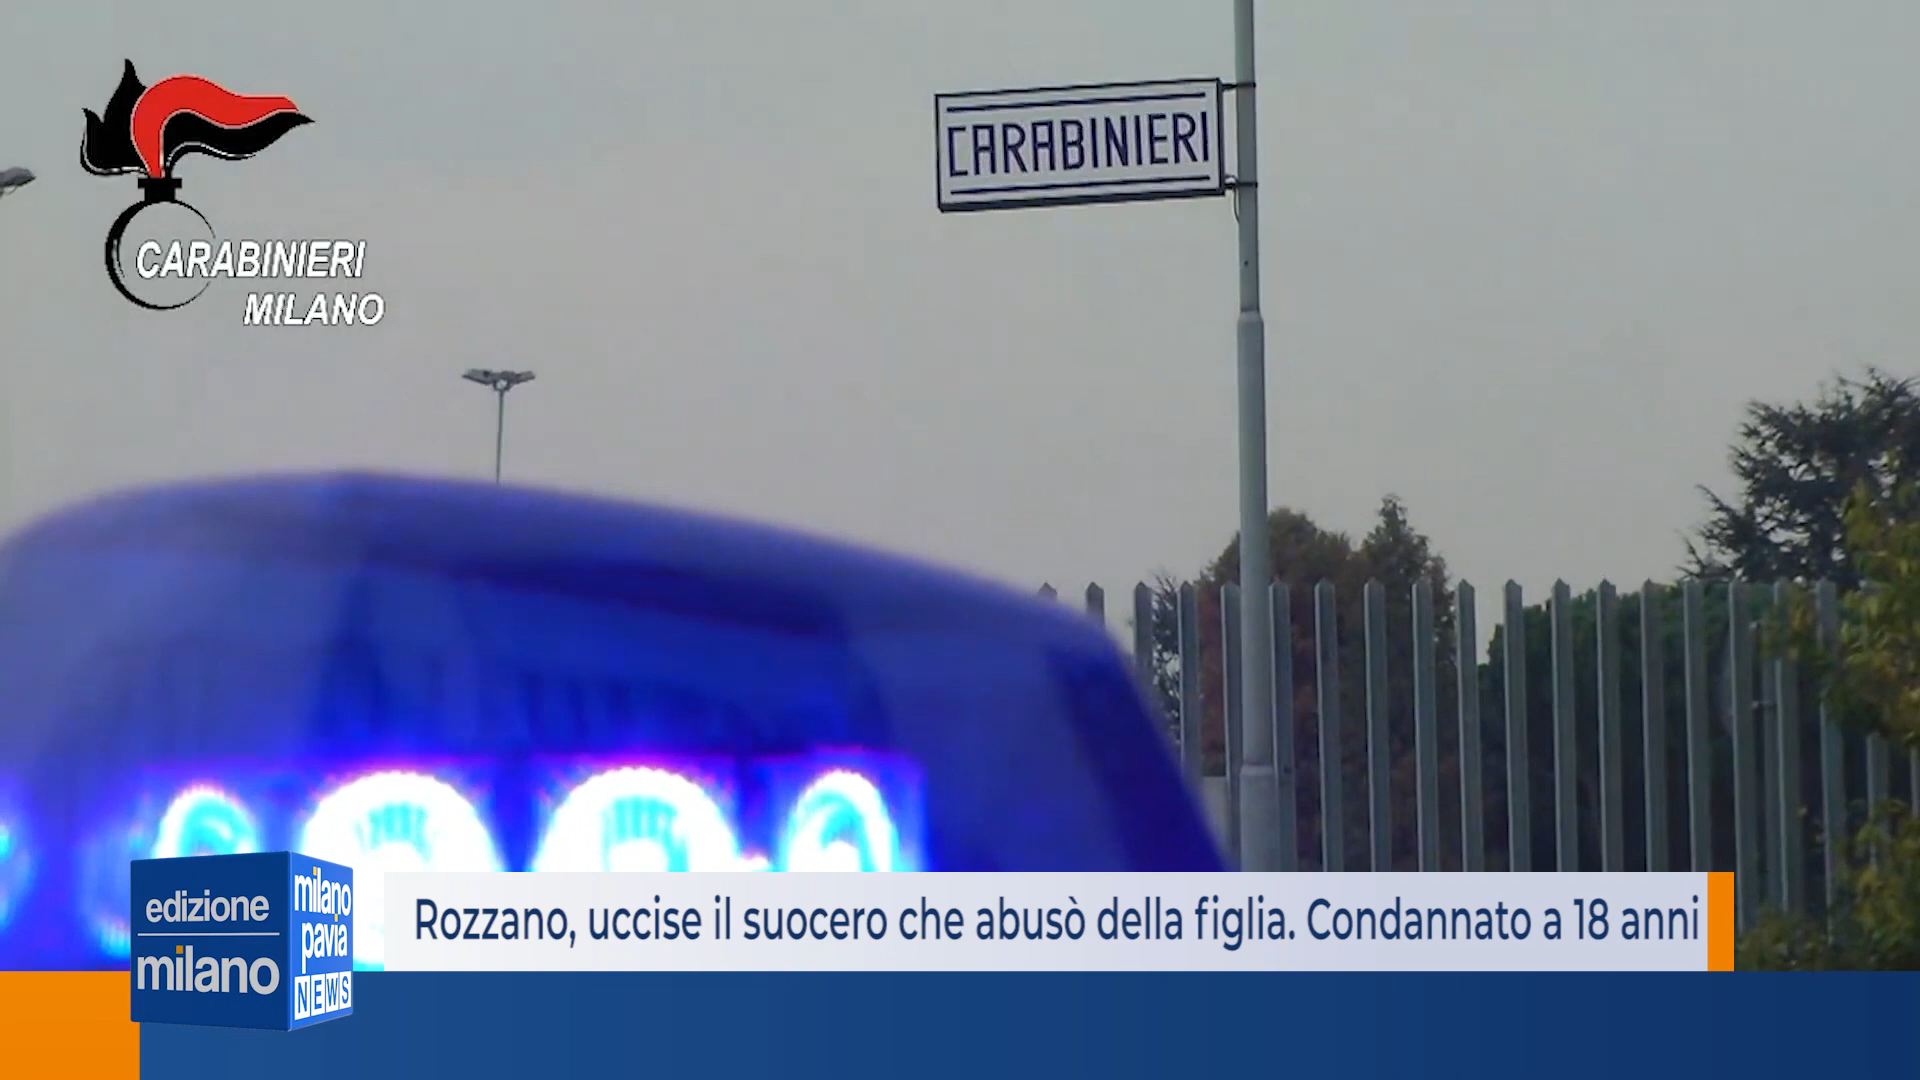 CARABINIERI
CARABINIERI
MILANO
Rozzano, uccise il suocero che abusò della figlia. Condannato a 18 anni
edizione
milano
milano
pavia
NEWS